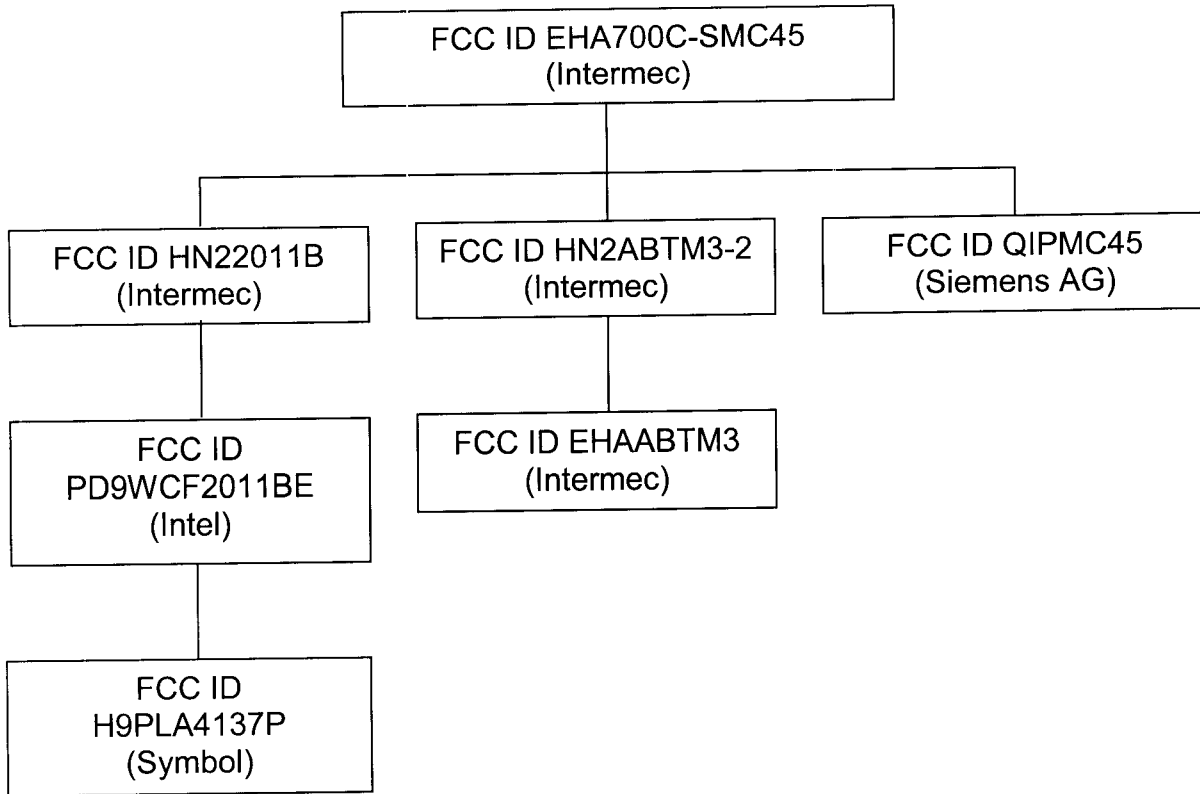 FCC ID EHA700C-SMC45
(Intermec)
FCC ID HN22011B
(Intermec)
FCC ID HN2ABTM3-2
(Intermec)
FCC ID QIPMC45
(Siemens AG)
FCC ID
PD9WCF2011BE
(Intel)
FCC ID EHAABTM3
(Intermec)
FCC ID
H9PLA4137P
(Symbol)